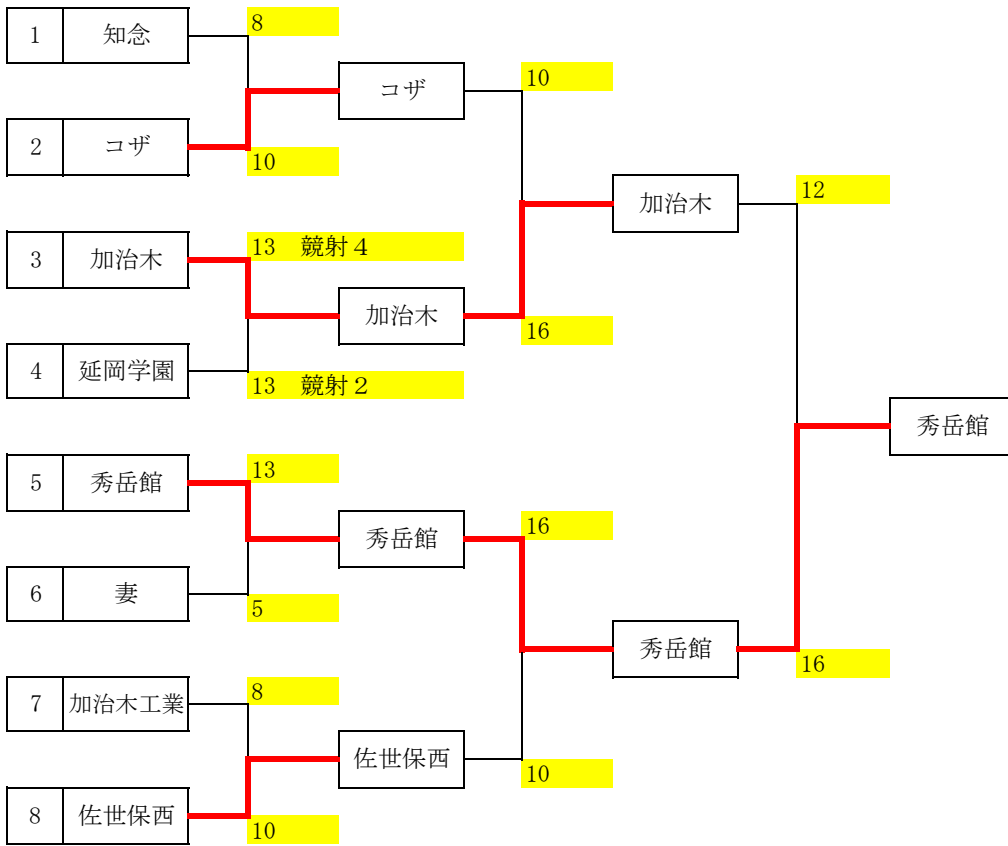 8
1 知念
10
コザ
2 コザ
10
12
加治木
13 競射4
3 加治木
加治木
16
4 延岡学園
13 競射2
秀岳館
13
5 秀岳館
16
秀岳館
6 妻
5
秀岳館
16
8
7 加治木工業
佐世保西
10
8 佐世保西
10